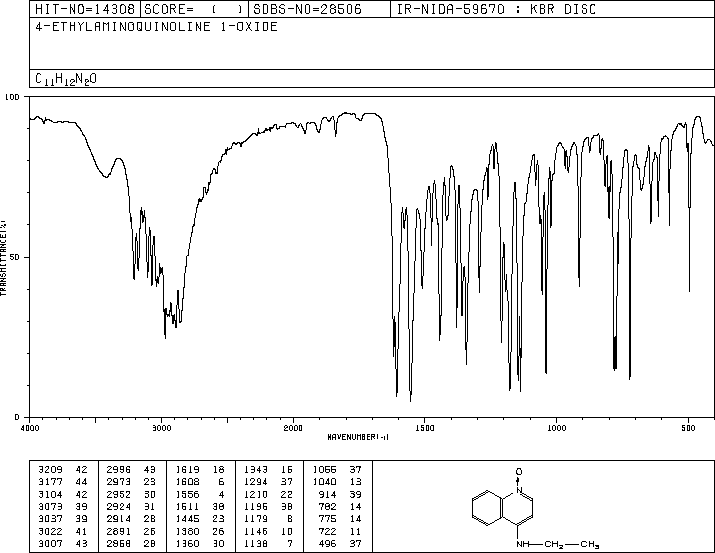 HIT-NO=14308 SCORE= ( ) SDBS-NO=28506 IR-NIDA-59670 : KBR DISC
4-ETHYLAMINOQUINOLINE 1-OXIDE
C11H12N2O
100
TRANSMITTANCE(%)
50
0
4000 3000 2000 1500 1000 500
WAVENUMBER(-1)
3209 42 2996 49 1619 18 1343 16 1066 37
3177 44 2973 23 1608 6 1294 37 1040 13
3104 42 2952 30 1556 4 1210 22 914 39
3073 39 2924 31 1511 38 1196 38 782 14
3037 39 2914 28 1445 23 1179 8 775 14
3022 41 2891 26 1380 26 1146 10 722 11
3007 43 2868 28 1360 30 1138 7 496 37
O
N
NH-CH2-CH3